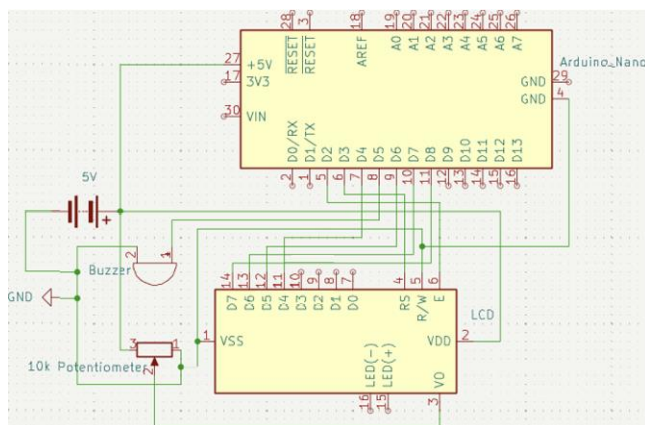 28 3 18 19 20 21 22 23 24 25 26
RESET RESET AREF A0 A1 A2 A3 A4 A5 A6 A7
Arduino_Nano
27 +5V
17 3V3
30 VIN
GND 29
GND 4
D0/RX D1/TX D2 D3 D4 D5 D6 D7 D8 D9 D10 D11 D12 D13
2 1 5 6 7 8 9 10 11 12 13 14 15 16
5V
+
2 1
Buzzer
GND
14 13 12 11 10 9 8 7 4 5 6
D7 D6 D5 D4 D3 D2 D1 D0 RS R/W E
LCD
1 VSS
VDD 2
3 1
10k Potentiometer
2
LED(-) LED(+) VO
16 15 3